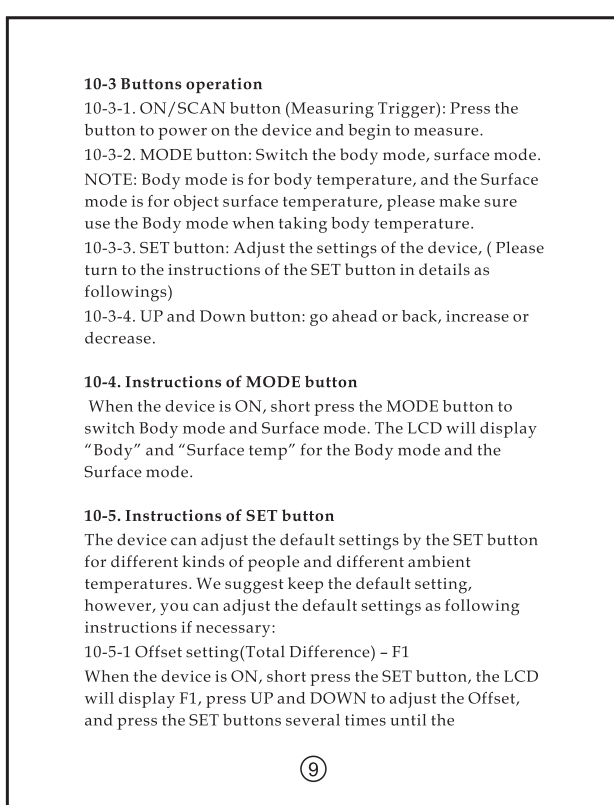 10-3 Buttons operation
10-3-1. ON/SCAN button (Measuring Trigger): Press the
button to power on the device and begin to measure.
10-3-2. MODE button: Switch the body mode, surface mode.
NOTE: Body mode is for body temperature, and the Surface
mode is for object surface temperature, please make sure
use the Body mode when taking body temperature.
10-3-3. SET button: Adjust the settings of the device, ( Please
turn to the instructions of the SET button in details as
followings)
10-3-4. UP and Down button: go ahead or back, increase or
decrease.
10-4. Instructions of MODE button
When the device is ON, short press the MODE button to
switch Body mode and Surface mode. The LCD will display
“Body” and “Surface temp” for the Body mode and the
Surface mode.
10-5. Instructions of SET button
The device can adjust the default settings by the SET button
for different kinds of people and different ambient
temperatures. We suggest keep the default setting,
however, you can adjust the default settings as following
instructions if necessary:
10-5-1 Offset setting(Total Difference) – F1
When the device is ON, short press the SET button, the LCD
will display F1, press UP and DOWN to adjust the Offset,
and press the SET buttons several times until the
9